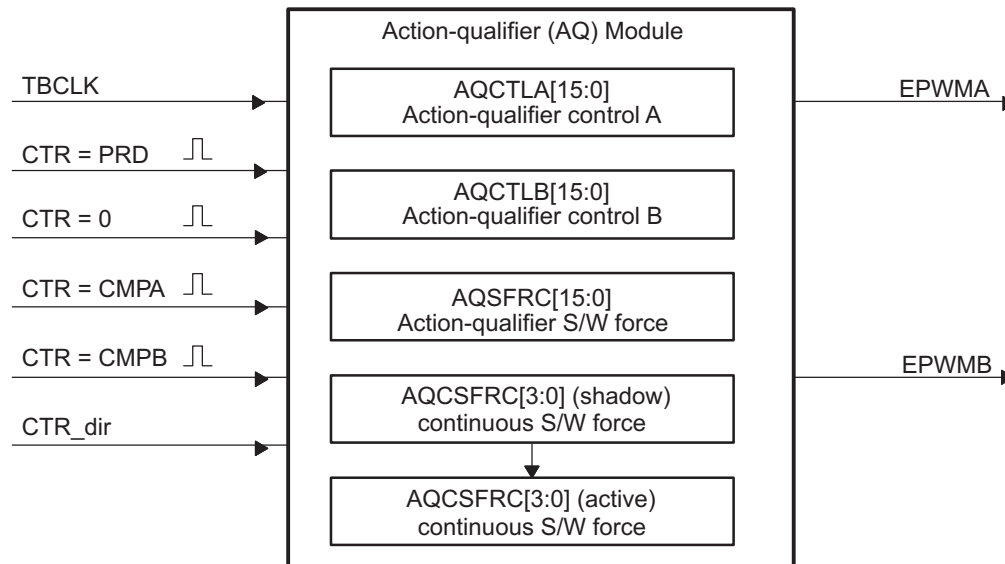 Action-qualifier (AQ) Module
TBCLK
CTR = PRD
CTR = 0
CTR = CMPA
CTR = CMPB
CTR_dir
AQCTLA[15:0]
Action-qualifier control A
AQCTLB[15:0]
Action-qualifier control B
AQSFRC[15:0]
Action-qualifier S/W force
AQCSFRC[3:0] (shadow)
continuous S/W force
AQCSFRC[3:0] (active)
continuous S/W force
EPWMA
EPWMB